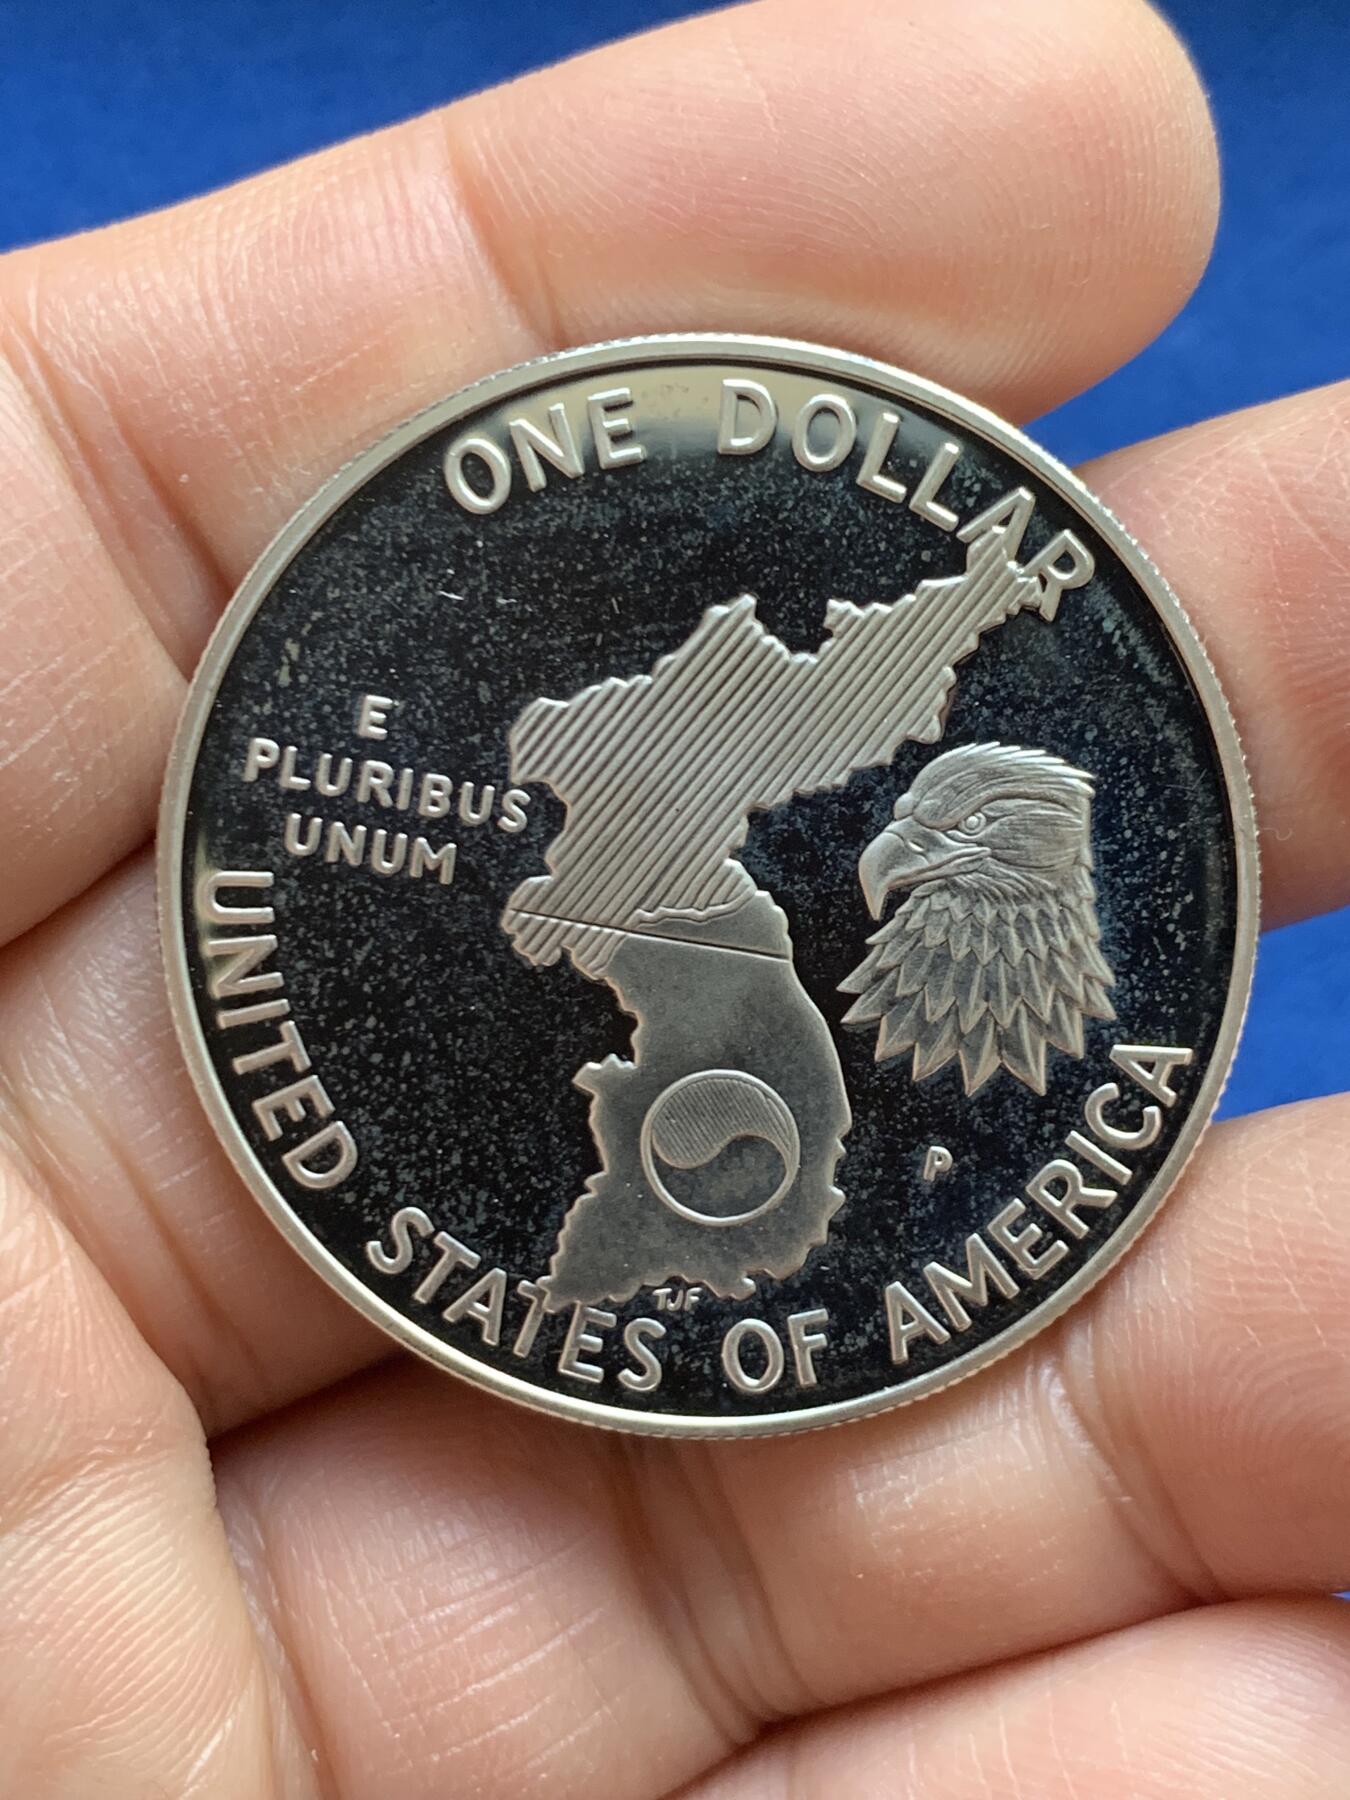 ONE DOLLAR
E
PLURIBUS
UNUM
P
TJF
UNITED STATES OF AMERICA